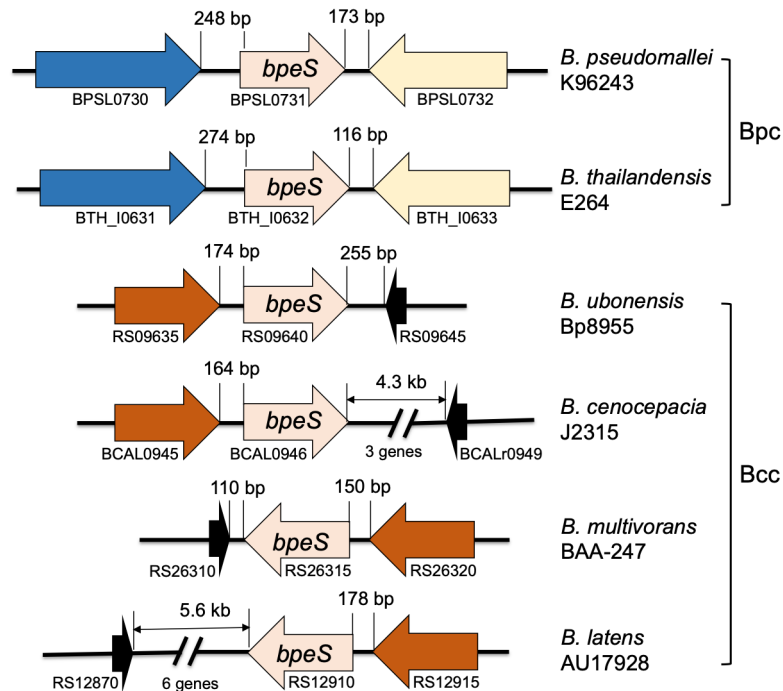 248 bp 173 bp
bpeS
BPSL0730 BPSL0731 BPSL0732
B. pseudomallei
K96243
Bpc
274 bp 116 bp
bpeS
BTH_I0631 BTH_I0632 BTH_I0633
B. thailandensis
E264
174 bp 255 bp
bpeS
RS09635 RS09640 RS09645
B. ubonensis
Bp8955
164 bp 4.3 kb
bpeS
3 genes
BCAL0945 BCAL0946 BCALr0949
B. cenocepacia
J2315
Bcc
110 bp 150 bp
bpeS
RS26310 RS26315 RS26320
B. multivorans
BAA-247
5.6 kb 178 bp
bpeS
RS12870 6 genes RS12910 RS12915
B. latens
AU17928